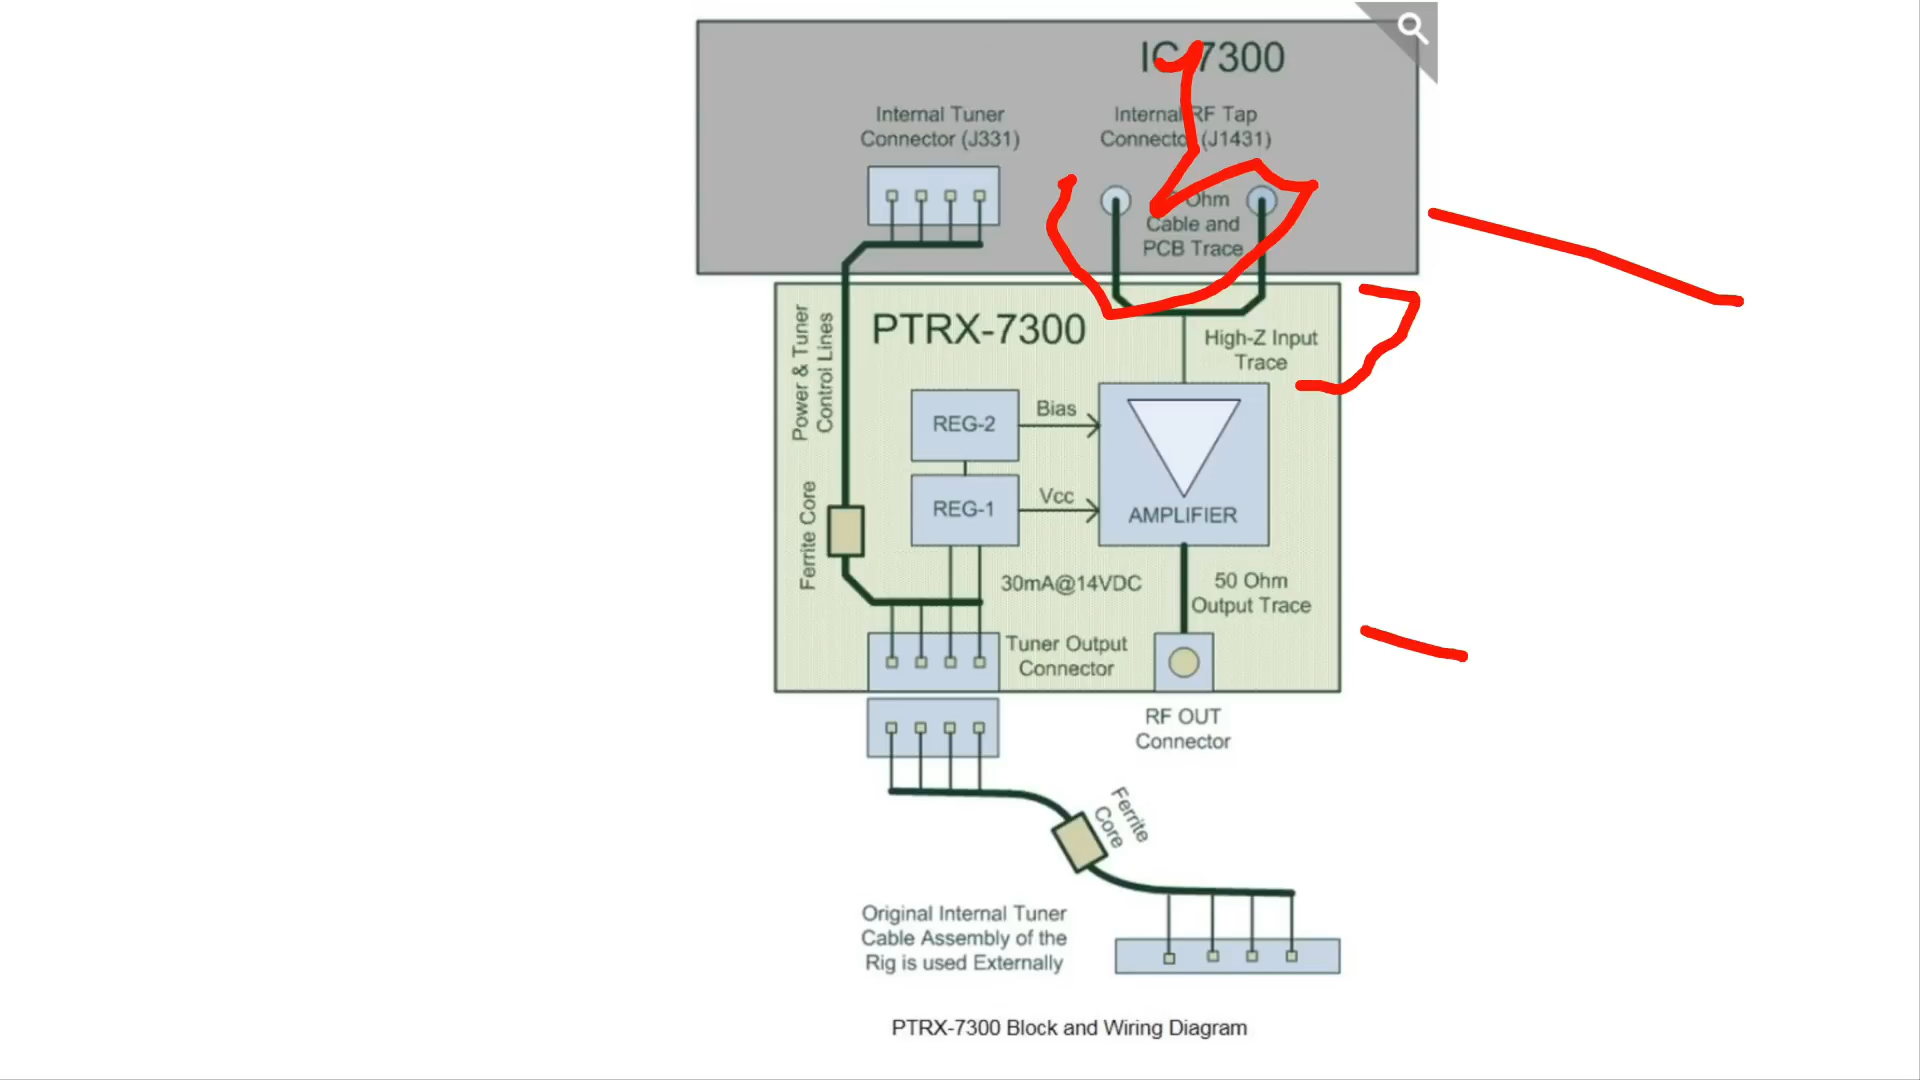 IC-7300
Internal Tuner
Connector (J331)
Internal RF Tap
Connector (J1431)
Ohm
Cable and
PCB Trace
Power & Tuner
Control Lines
PTRX-7300
High-Z Input
Trace
REG-2
Bias
REG-1
Vcc
AMPLIFIER
Ferrite Core
30mA@14VDC
50 Ohm
Output Trace
Tuner Output
Connector
RF OUT
Connector
Ferrite
Core
Original Internal Tuner
Cable Assembly of the
Rig is used Externally
PTRX-7300 Block and Wiring Diagram